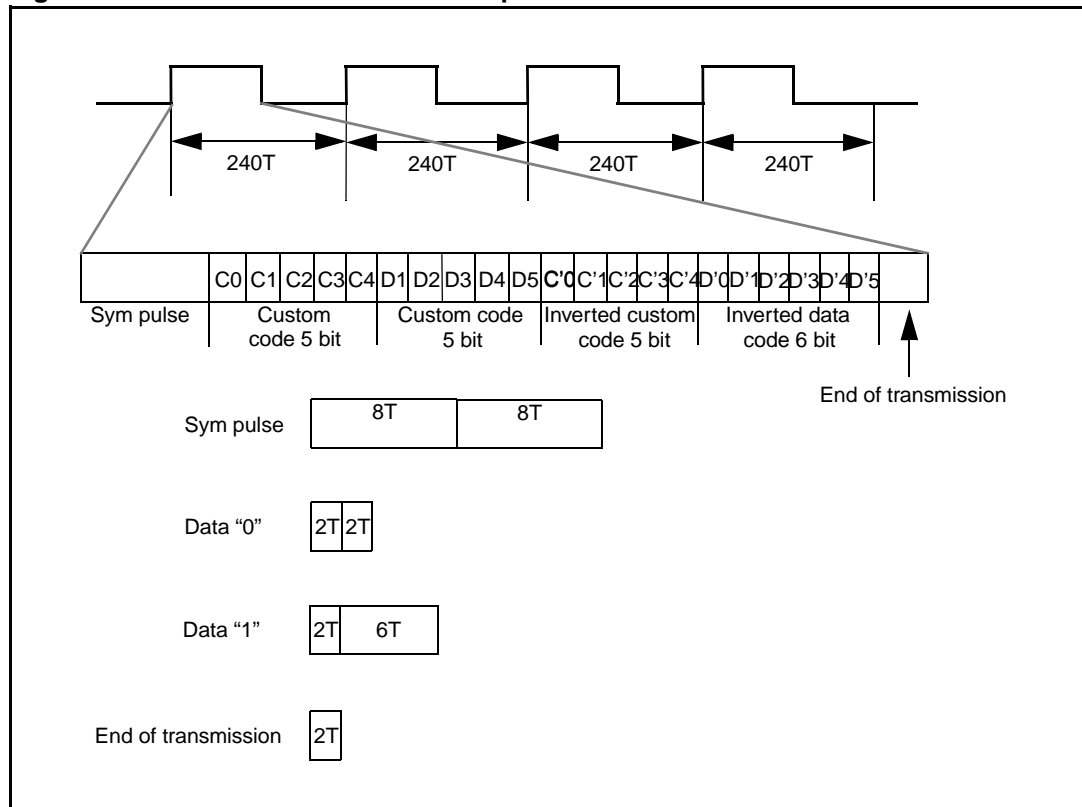 240T 240T 240T 240T
C0 C1 C2 C3 C4 D1 D2 D3 D4 D5 C'0 C'1 C'2 C'3 C'4 D'0 D'1 D'2 D'3 D'4 D'5
Sym pulse
Custom
code 5 bit
Custom code
5 bit
Inverted custom
code 5 bit
Inverted data
code 6 bit
End of transmission
Sym pulse 8T 8T
Data “0” 2T 2T
Data “1” 2T 6T
End of transmission 2T